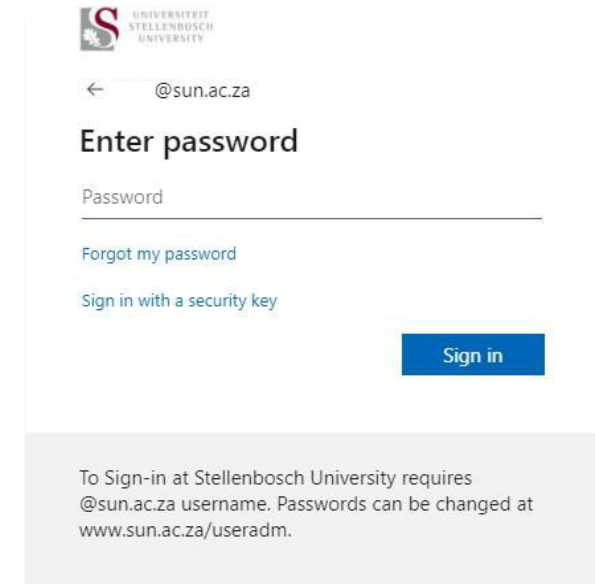 UNIVERSITEIT
STELLENBOSCH
UNIVERSITY
@sun.ac.za
Enter password
Password
Forgot my password
Sign in with a security key
Sign in
To Sign-in at Stellenbosch University requires
@sun.ac.za username. Passwords can be changed at
www.sun.ac.za/useradm.